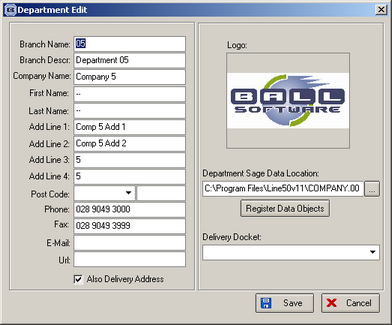 Department Edit
Branch Name: 05
Branch Descr: Department 05
Company Name: Company 5
First Name: --
Last Name: --
Add Line 1: Comp 5 Add 1
Add Line 2: Comp 5 Add 2
Add Line 3: 5
Add Line 4: 5
Post Code:
Phone: 028 9049 3000
Fax: 028 9049 3999
E-Mail:
Url:
Also Delivery Address
Logo:
BALL
SOFTWARE
Department Sage Data Location:
C:\Program Files\Line50v11\COMPANY.00 ...
Register Data Objects
Delivery Docket:
Save Cancel